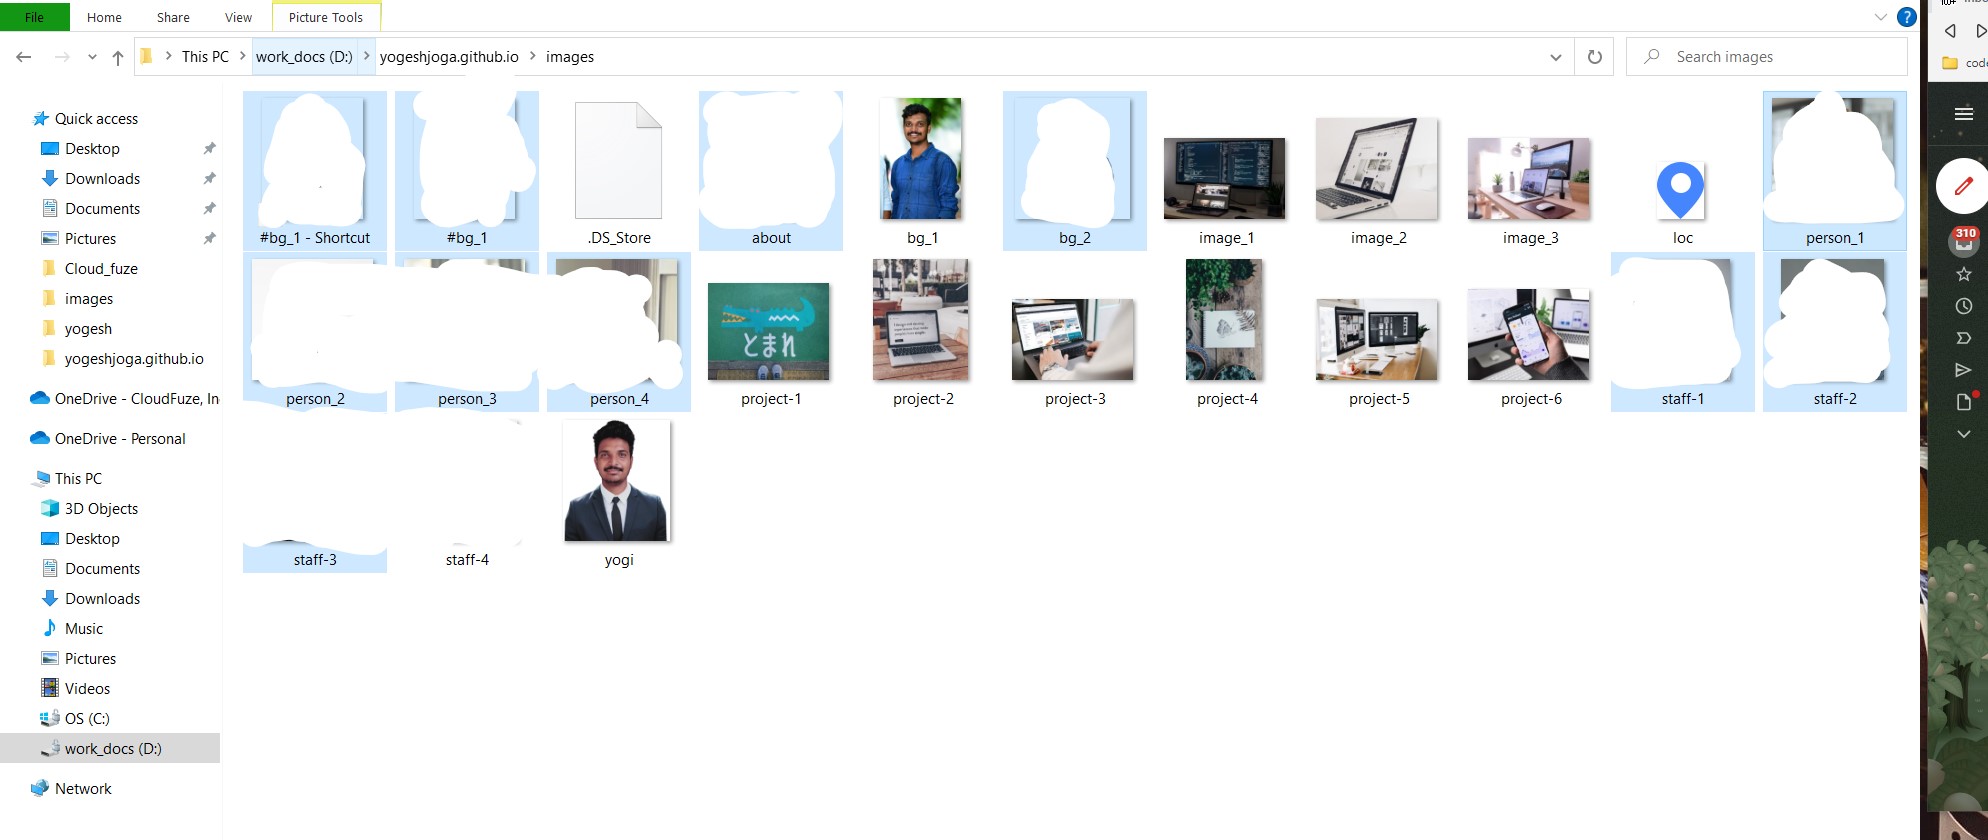 File Home Share View Picture Tools
This PC work_docs (D:) yogeshjoga.github.io images Search images
Quick access
Desktop
Downloads
Documents
Pictures
Cloud_fuze
images
yogesh
yogeshjoga.github.io
OneDrive - CloudFuze, In
OneDrive - Personal
This PC
3D Objects
Desktop
Documents
Downloads
Music
Pictures
Videos
OS (C:)
work_docs (D:)
Network
#bg_1 - Shortcut #bg_1 .DS_Store about bg_1 bg_2 image_1 image_2 image_3 loc person_1
とまれ
person_2 person_3 person_4 project-1 project-2 project-3 project-4 project-5 project-6 staff-1 staff-2
staff-3 staff-4 yogi
code
310